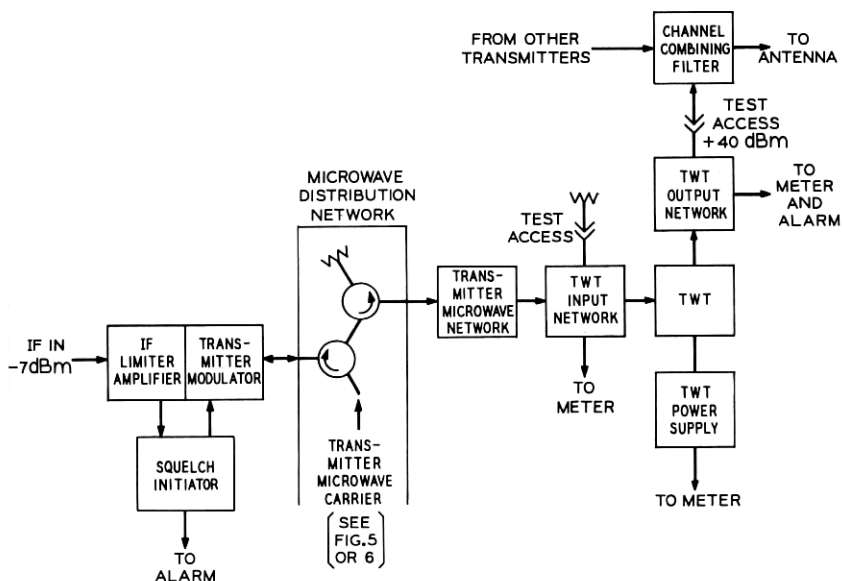 FROM OTHER
TRANSMITTERS
CHANNEL
COMBINING
FILTER
TO
ANTENNA
TEST
ACCESS
+40 dBm
MICROWAVE
DISTRIBUTION
NETWORK
TWT
OUTPUT
NETWORK
TO
METER
AND
ALARM
TEST
ACCESS
TRANS-
MITTER
MICROWAVE
NETWORK
TWT
INPUT
NETWORK
TWT
IF IN
-7dBm
IF
LIMITER
AMPLIFIER
TRANS-
MITTER
MODULATOR
TO
METER
TWT
POWER
SUPPLY
SQUELCH
INITIATOR
TRANS-
MITTER
MICROWAVE
CARRIER
(SEE
FIG.5
OR 6)
TO METER
TO
ALARM